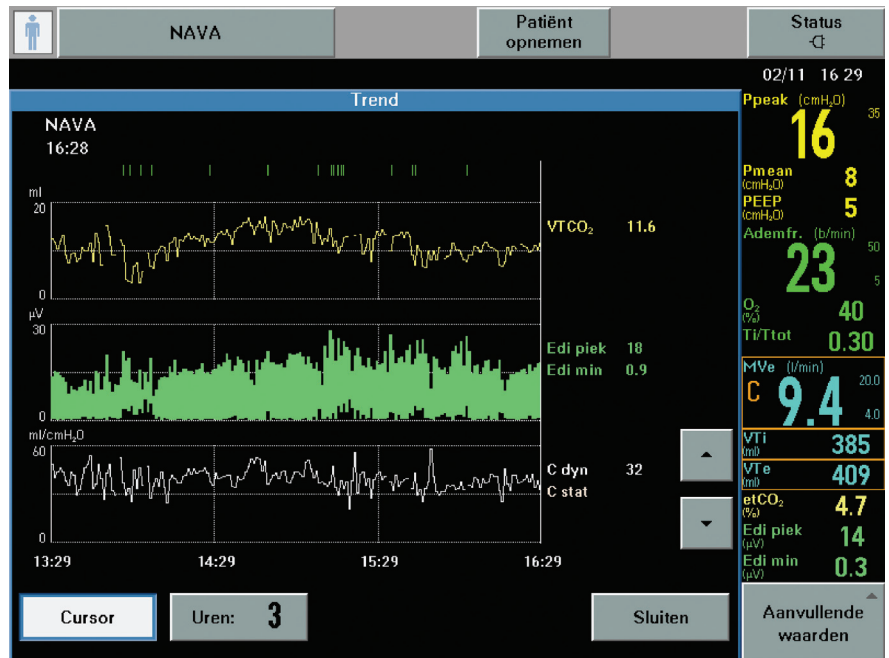 NAVA
Patiënt
opnemen
Status
02/11 16 29
Trend
NAVA
16:28
ml
20
0
VTCO₂ 11.6
µV
30
0
Edi piek 18
Edi min 0.9
ml/cmH₂O
60
0
C dyn 32
C stat
13:29 14:29 15:29 16:29
Cursor
Uren: 3
Sluiten
Ppeak (cmH₂O)
16 35
Pmean
(cmH₂O) 8
PEEP
(cmH₂O) 5
Ademfr. (b/min)
23 50
5
O₂
(%) 40
Ti/Ttot 0.30
MVe (l/min)
C 9.4 20.0
4.0
VTi
(ml) 385
VTe
(ml) 409
etCO₂
(%) 4.7
Edi piek
(µV) 14
Edi min
(µV) 0.3
Aanvullende
waarden